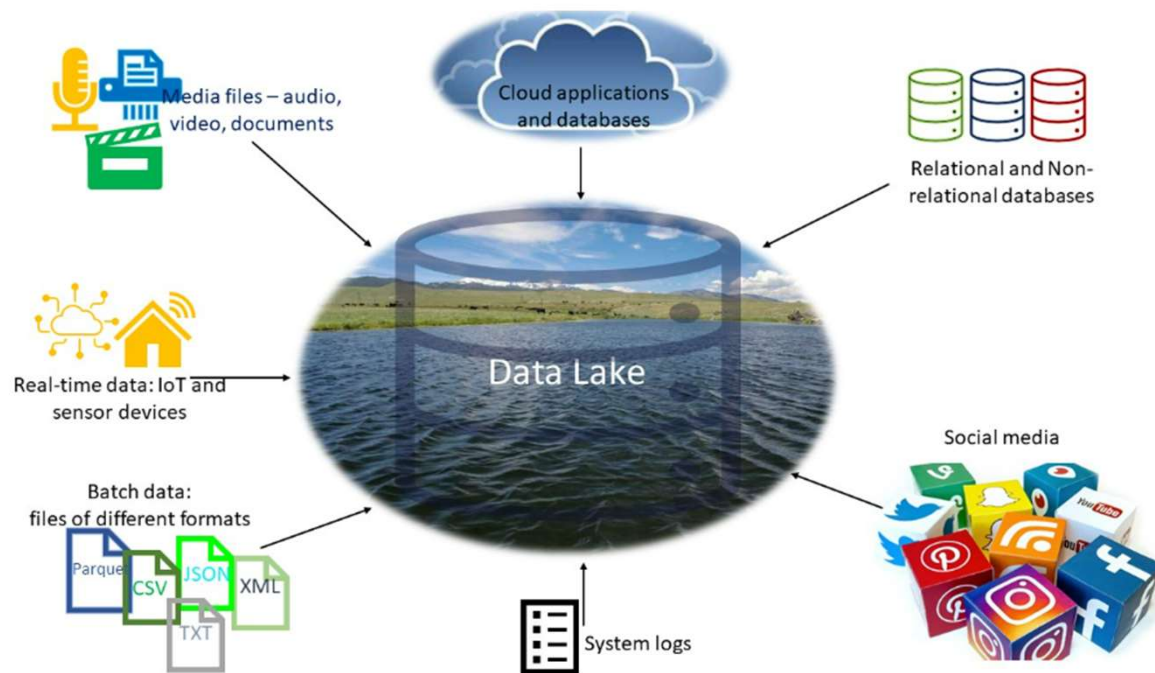 Media files – audio,
video, documents
Cloud applications
and databases
Relational and Non-
relational databases
Real-time data: IoT and
sensor devices
Data Lake
Social media
You Tube
Batch data:
files of different formats
Parquet
CSV
JSON
XML
TXT
System logs